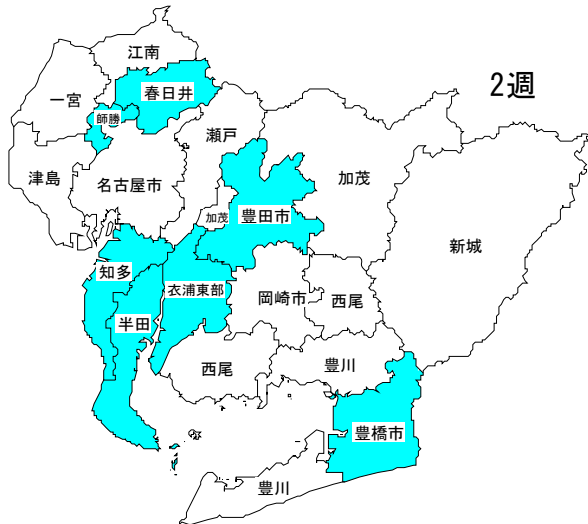 江南
2週
一宮
春日井
師勝
瀬戸
津島
名古屋市
加茂
加茂
豊田市
新城
知多
衣浦東部
岡崎市
西尾
半田
西尾
豊川
豊橋市
豊川